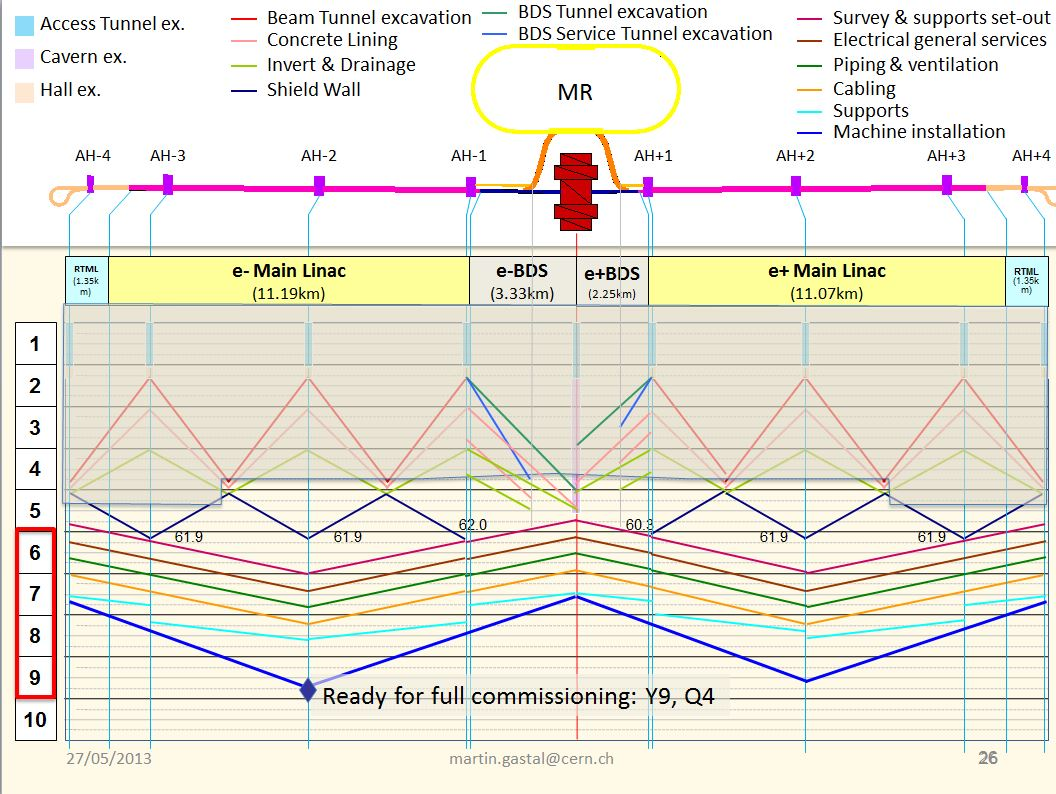 Access Tunnel ex.
Cavern ex.
Hall ex.
Beam Tunnel excavation
Concrete Lining
Invert & Drainage
Shield Wall
BDS Tunnel excavation
BDS Service Tunnel excavation
Survey & supports set-out
Electrical general services
Piping & ventilation
Cabling
Supports
Machine installation
MR
AH-4 AH-3 AH-2 AH-1 AH+1 AH+2 AH+3 AH+4
RTML
(1.35k
m)
e- Main Linac
(11.19km)
e-BDS
(3.33km)
e+BDS
(2.25km)
e+ Main Linac
(11.07km)
RTML
(1.35k
m)
1
2
3
4
5
62.0 60.3
61.9 61.9 61.9 61.9
6
7
8
9
Ready for full commissioning: Y9, Q4
10
27/05/2013 martin.gastal@cern.ch 26